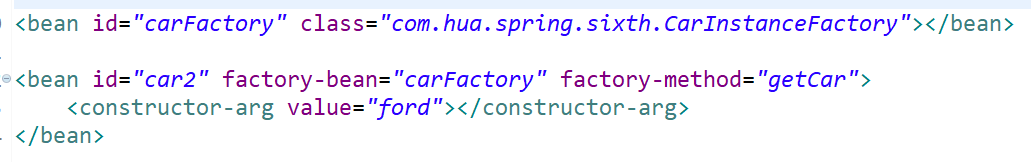 <bean id="carFactory" class="com.hua.spring.sixth.CarInstanceFactory"></bean>
<bean id="car2" factory-bean="carFactory" factory-method="getCar">
<constructor-arg value="ford"></constructor-arg>
</bean>